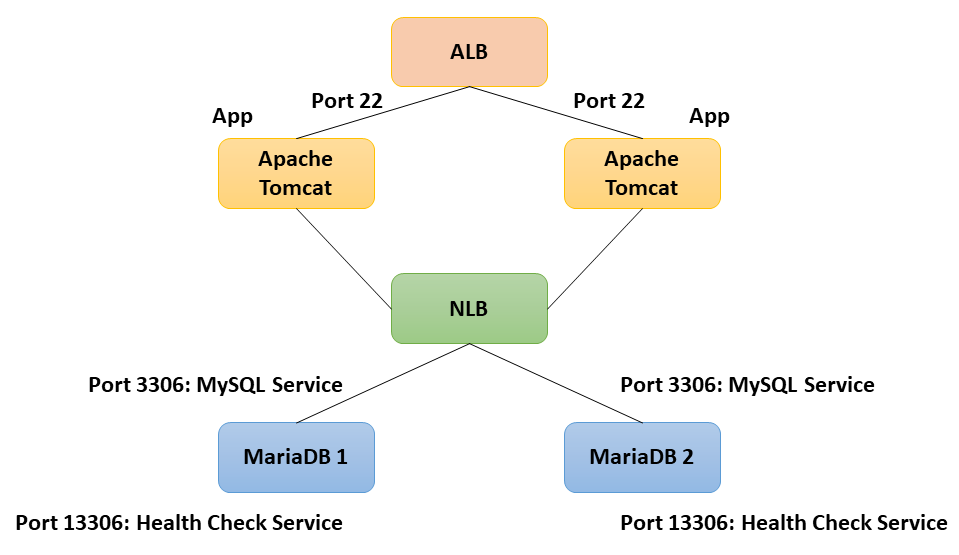 ALB
Port 22
Port 22
App
App
Apache
Tomcat
Apache
Tomcat
NLB
Port 3306: MySQL Service
Port 3306: MySQL Service
MariaDB 1
MariaDB 2
Port 13306: Health Check Service
Port 13306: Health Check Service